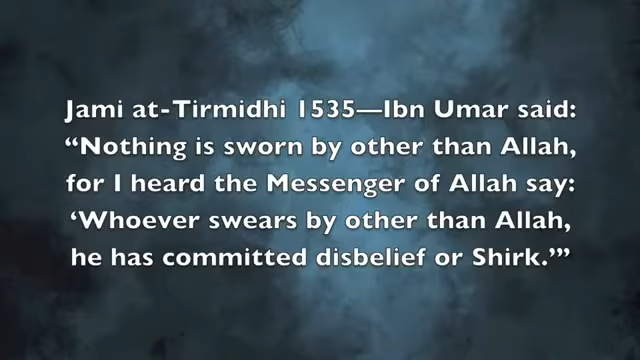 Jami at-Tirmidhi 1535—Ibn Umar said:
“Nothing is sworn by other than Allah,
for I heard the Messenger of Allah say:
‘Whoever swears by other than Allah,
he has committed disbelief or Shirk.’”